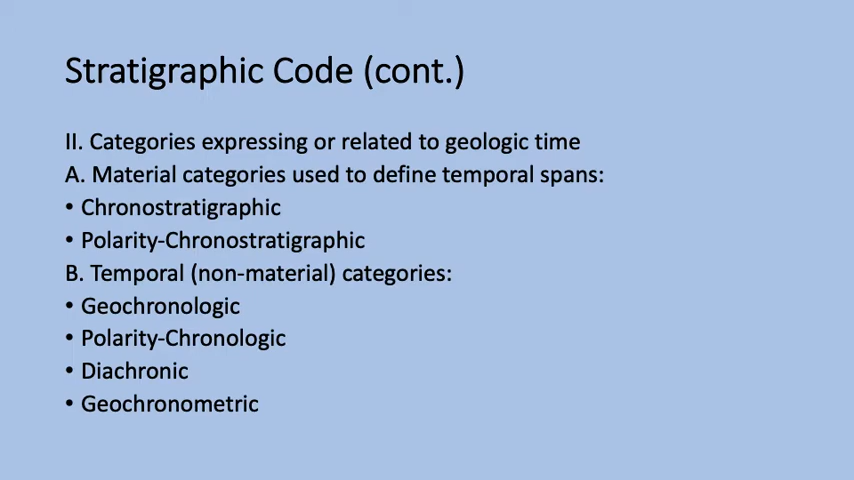 Stratigraphic Code (cont.)
II. Categories expressing or related to geologic time
A. Material categories used to define temporal spans:
• Chronostratigraphic
• Polarity-Chronostratigraphic
B. Temporal (non-material) categories:
• Geochronologic
• Polarity-Chronologic
• Diachronic
• Geochronometric